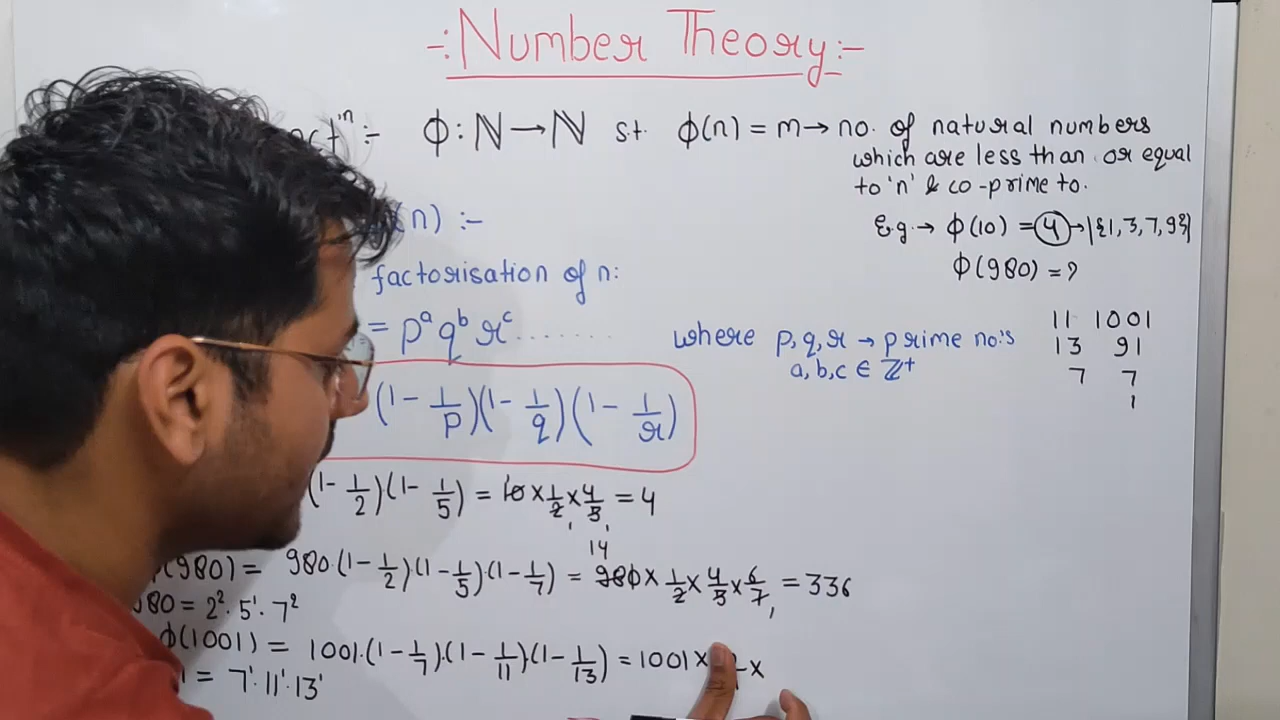 -: Number Theory :-
ctⁿ :- ϕ : ℕ → ℕ s.t. ϕ(n) = m → no. of natural numbers
which are less than or equal
to 'n' & co-prime to.
E.g. → ϕ(10) = 4 → |{1, 3, 7, 9}|
ϕ(980) = ?
(n) :-
factorisation of n:
= pᵃ qᵇ rᶜ .......
where p, q, r → prime no's
a, b, c ∈ ℤ⁺
11 1001
13 91
7 7
1
(1 - 1/p)(1 - 1/q)(1 - 1/r)
(1 - 1/2)(1 - 1/5) = 10 × 1/2 × 4/5 = 4
14
ϕ(980) = 980·(1 - 1/2)(1 - 1/5)·(1 - 1/7) = 980 × 1/2 × 4/5 × 6/7 = 336
80 = 2²·5¹·7²
ϕ(1001) = 1001·(1 - 1/7)·(1 - 1/11)(1 - 1/13) = 1001 ×
×
1 = 7¹·11¹·13¹